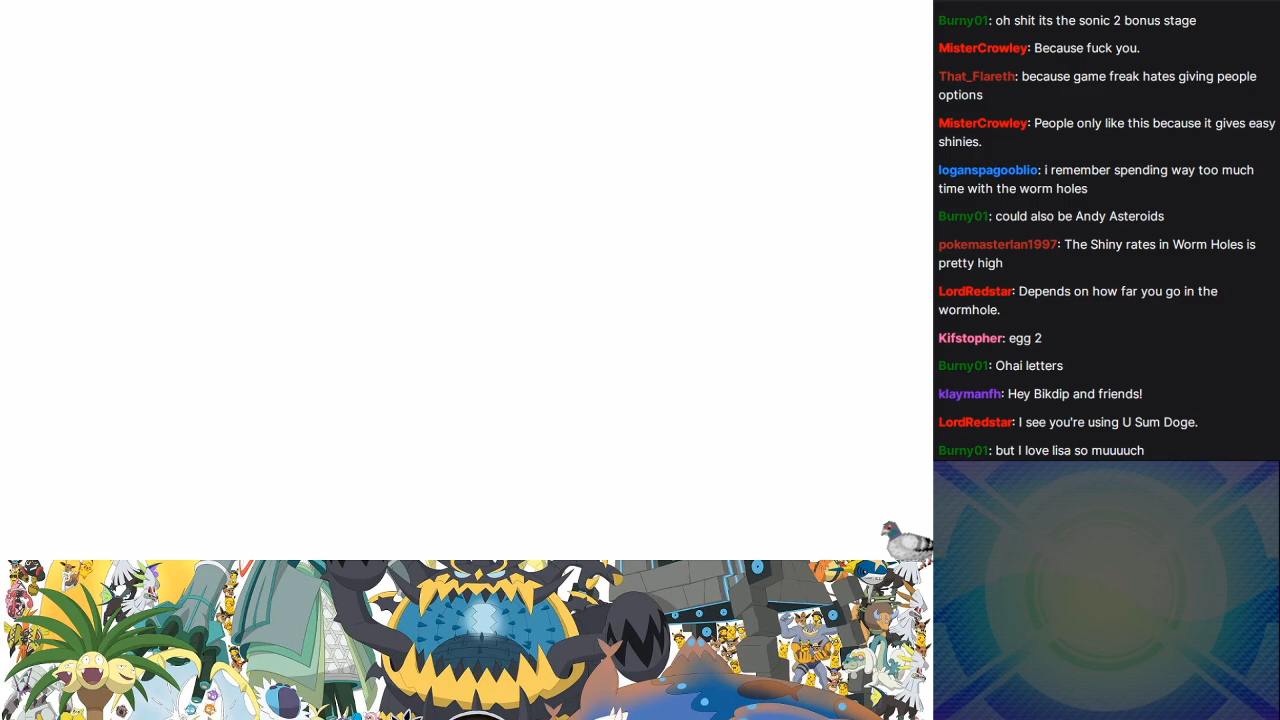 Burny01: oh shit its the sonic 2 bonus stage
MisterCrowley: Because fuck you.
That_Flareth: because game freak hates giving people
options
MisterCrowley: People only like this because it gives easy
shinies.
loganspagooblio: i remember spending way too much
time with the worm holes
Burny01: could also be Andy Asteroids
pokemasterIan1997: The Shiny rates in Worm Holes is
pretty high
LordRedstar: Depends on how far you go in the
wormhole.
Kifstopher: egg 2
Burny01: Ohai letters
klaymanfh: Hey Bikdip and friends!
LordRedstar: I see you're using U Sum Doge.
Burny01: but I love lisa so muuuuch